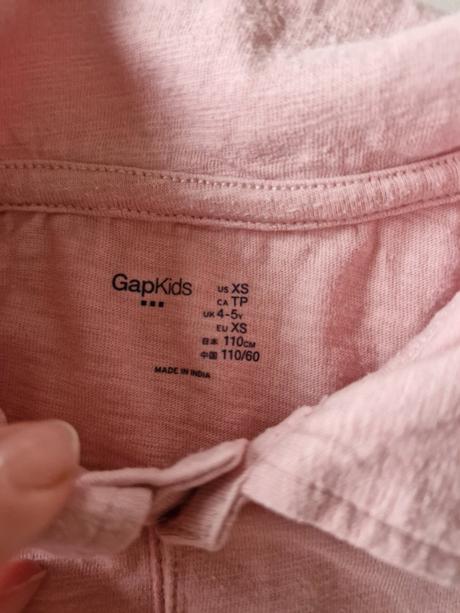 GapKids
US XS
CA TP
UK 4-5Y
EU XS
日本 110CM
中国 110/60
MADE IN INDIA